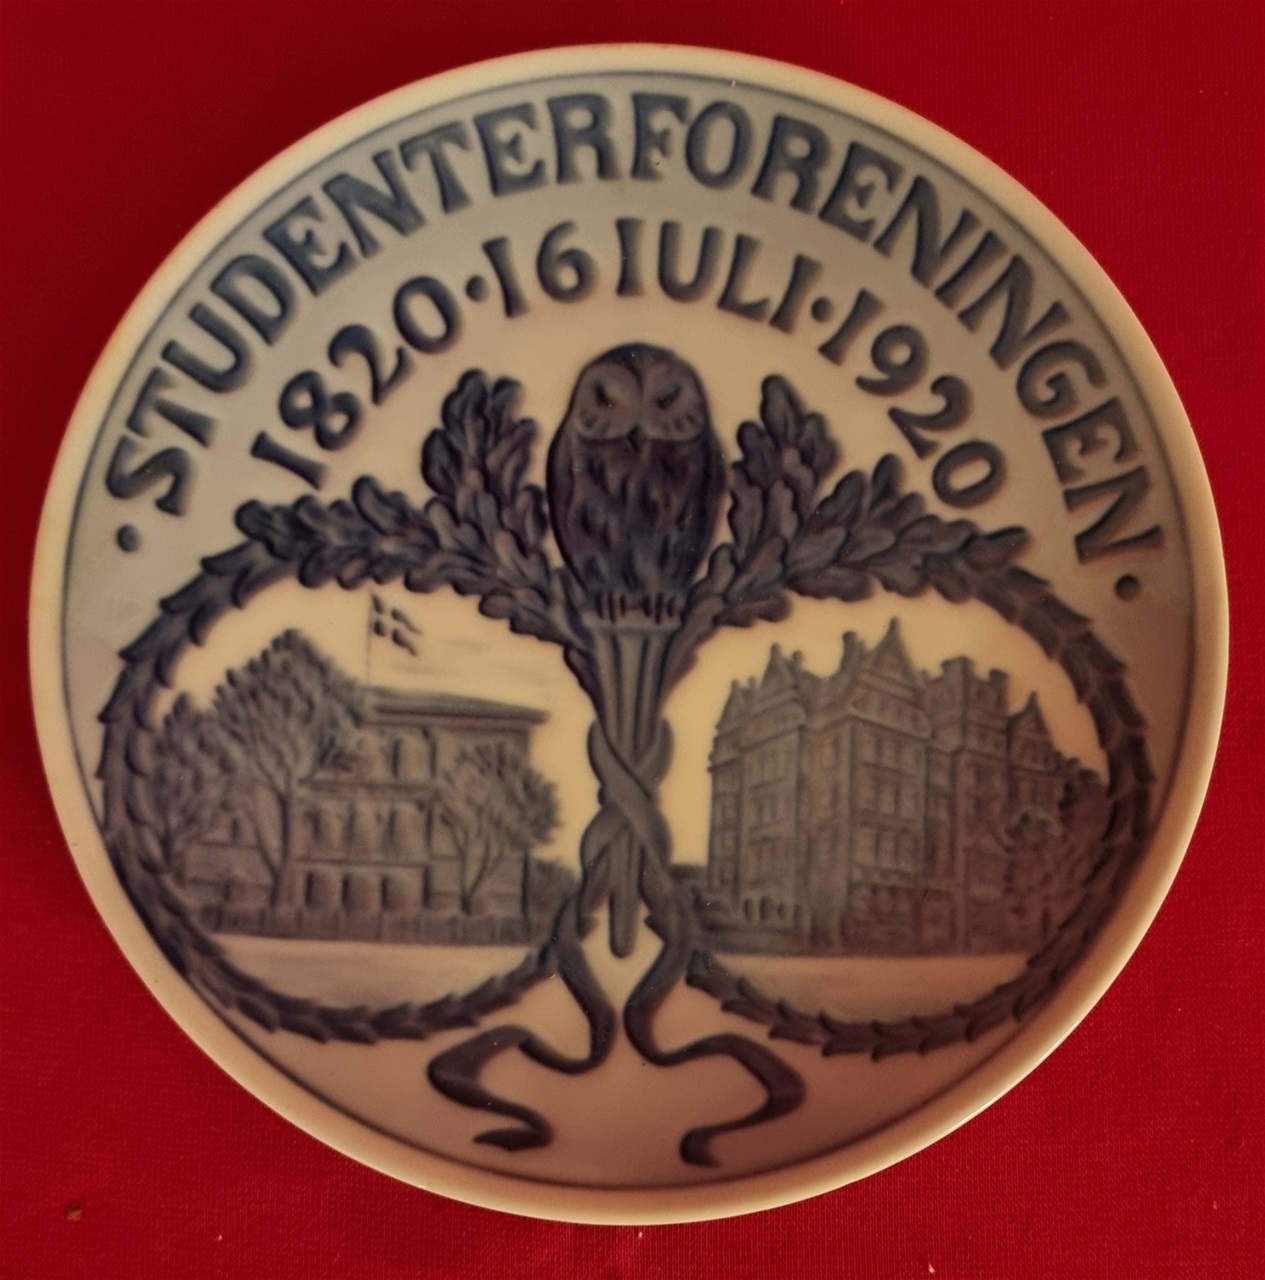 · STUDENTERFORENINGEN ·
1820 · 16 IULI · 1920